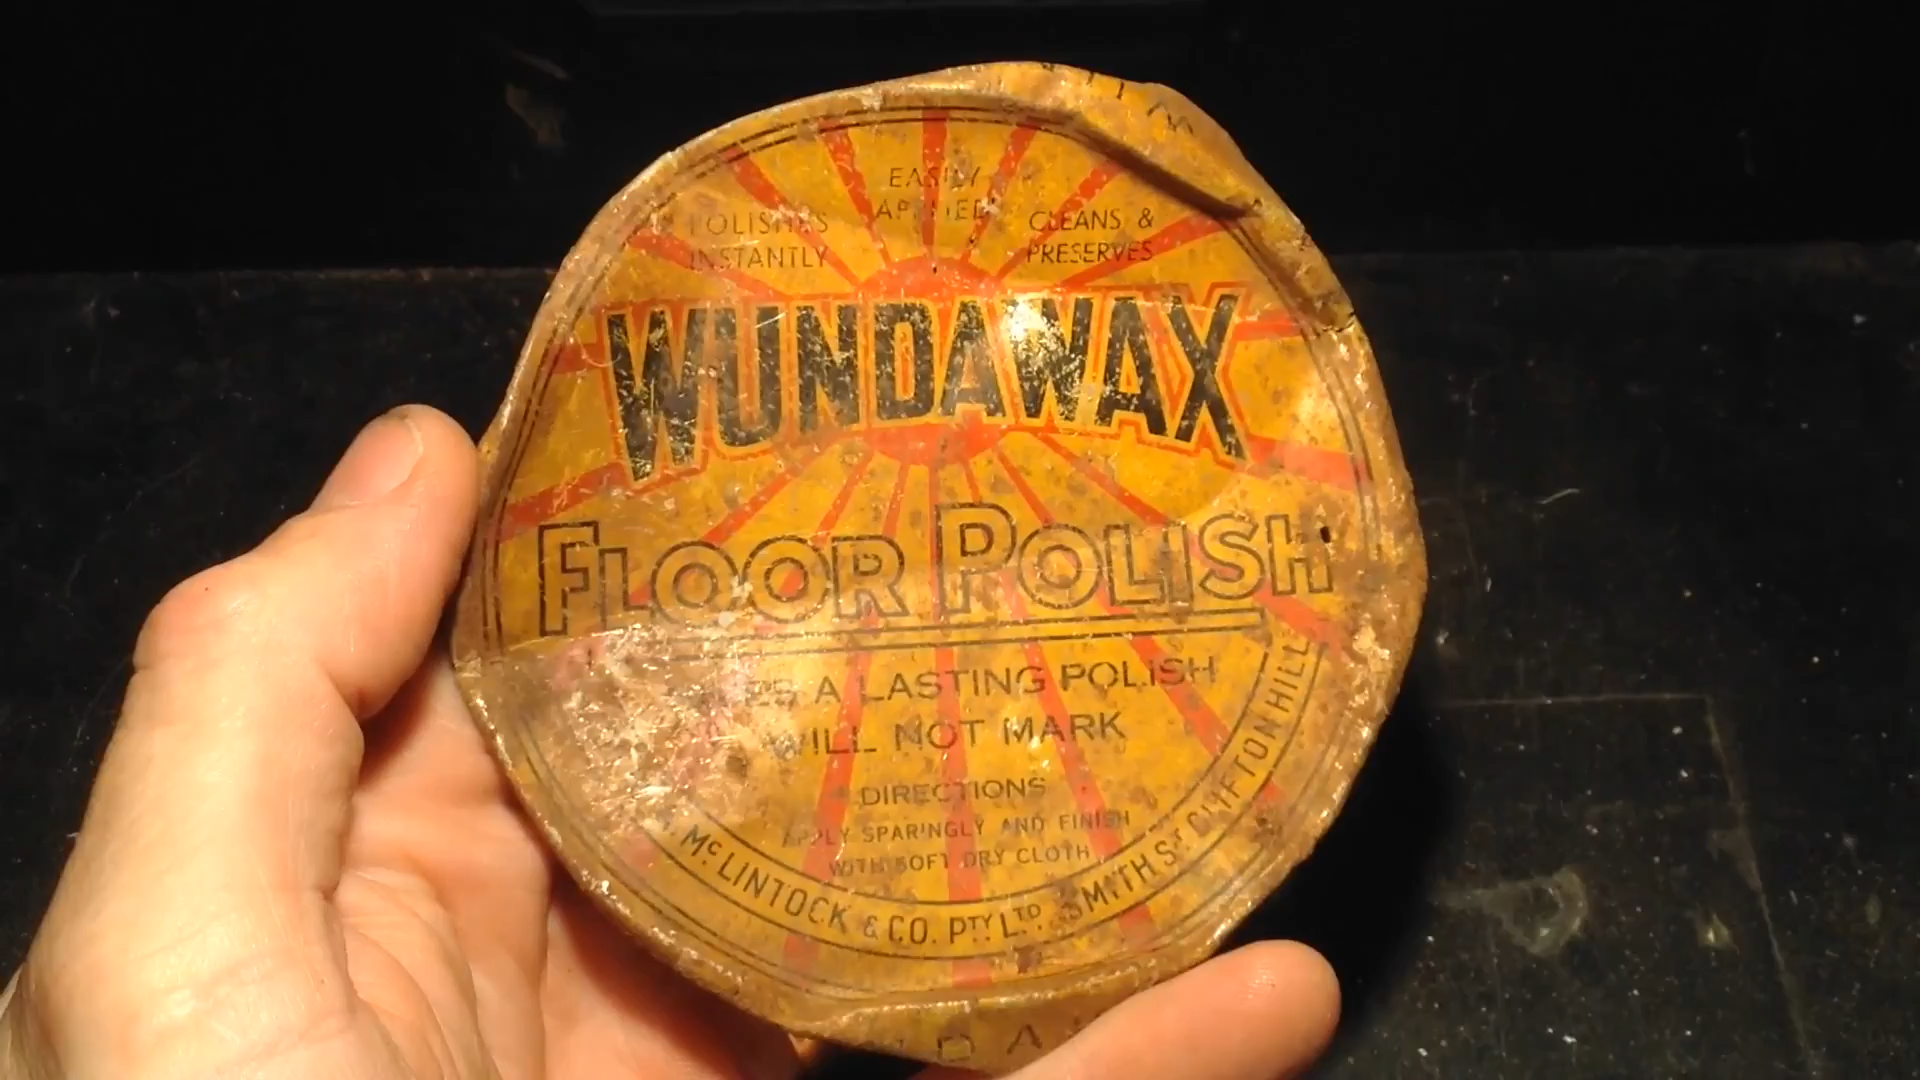 EASILY
APPLIED
POLISHES
INSTANTLY
CLEANS &
PRESERVES
WUNDAWAX
FLOOR POLISH
A LASTING POLISH
WILL NOT MARK
DIRECTIONS
APPLY SPARINGLY AND FINISH
WITH SOFT DRY CLOTH
McLINTOCK & CO. PTY LTD. SMITH ST CLIFTON HILL